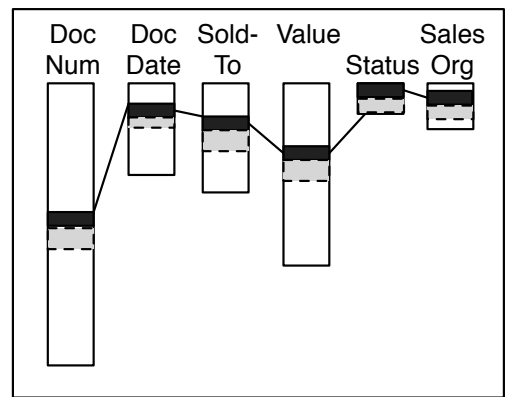 Doc Num
Doc Date
Sold-To
Value
Status
Sales Org